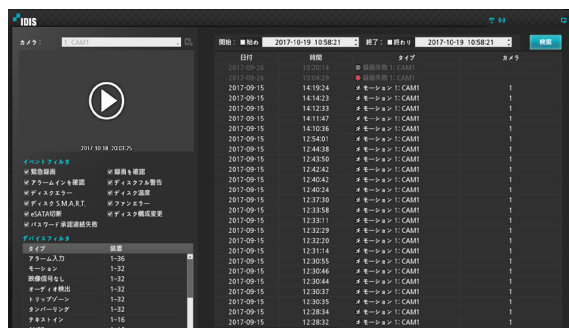 IDIS
カメラ: 1. CAM1
2017-10-18 20:03:25
イベントフィルタ
緊急録画 録画を確認
アラームインを確認 ディスクフル警告
ディスクエラー ディスク温度
ディスク S.M.A.R.T. ファンエラー
eSATA切断 ディスク構成変更
パスワード承認連続失敗
デバイスフィルタ
タイプ 装置
アラーム入力 1-36
モーション 1-32
映像信号なし 1-32
オーディオ検出 1-32
トリップゾーン 1-32
タンパーリング 1-32
テキストイン 1-16
開始: 始め 2017-10-19 10:58:21 終了: 終わり 2017-10-19 10:58:21 検索
日付 時間 タイプ カメラ
2017-09-26 10:20:14 録画失敗 1: CAM1
2017-09-26 10:04:29 録画失敗 1: CAM1
2017-09-15 14:19:24 モーション 1: CAM1 1
2017-09-15 14:14:23 モーション 1: CAM1 1
2017-09-15 14:12:33 モーション 1: CAM1 1
2017-09-15 14:11:47 モーション 1: CAM1 1
2017-09-15 14:10:36 モーション 1: CAM1 1
2017-09-15 12:54:01 モーション 1: CAM1 1
2017-09-15 12:44:38 モーション 1: CAM1 1
2017-09-15 12:43:50 モーション 1: CAM1 1
2017-09-15 12:42:42 モーション 1: CAM1 1
2017-09-15 12:40:42 モーション 1: CAM1 1
2017-09-15 12:40:24 モーション 1: CAM1 1
2017-09-15 12:37:30 モーション 1: CAM1 1
2017-09-15 12:33:58 モーション 1: CAM1 1
2017-09-15 12:33:11 モーション 1: CAM1 1
2017-09-15 12:32:29 モーション 1: CAM1 1
2017-09-15 12:32:20 モーション 1: CAM1 1
2017-09-15 12:31:14 モーション 1: CAM1 1
2017-09-15 12:30:55 モーション 1: CAM1 1
2017-09-15 12:30:46 モーション 1: CAM1 1
2017-09-15 12:30:44 モーション 1: CAM1 1
2017-09-15 12:30:37 モーション 1: CAM1 1
2017-09-15 12:30:35 モーション 1: CAM1 1
2017-09-15 12:28:34 モーション 1: CAM1 1
2017-09-15 12:28:32 モーション 1: CAM1 1